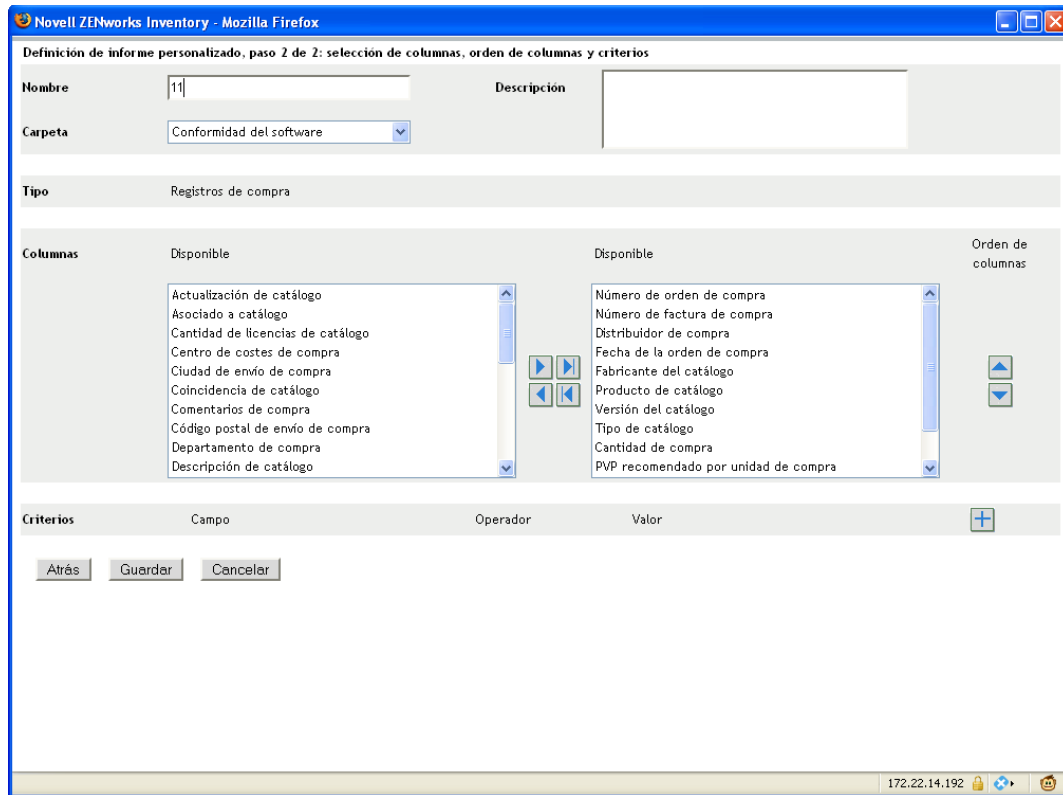 Novell ZENworks Inventory - Mozilla Firefox
Definición de informe personalizado, paso 2 de 2: selección de columnas, orden de columnas y criterios
Nombre
11
Descripción
Carpeta
Conformidad del software
Tipo
Registros de compra
Columnas
Disponible
Disponible
Orden de
columnas
Actualización de catálogo
Asociado a catálogo
Cantidad de licencias de catálogo
Centro de costes de compra
Ciudad de envío de compra
Coincidencia de catálogo
Comentarios de compra
Código postal de envío de compra
Departamento de compra
Descripción de catálogo
Número de orden de compra
Número de factura de compra
Distribuidor de compra
Fecha de la orden de compra
Fabricante del catálogo
Producto de catálogo
Versión del catálogo
Tipo de catálogo
Cantidad de compra
PVP recomendado por unidad de compra
Criterios
Campo
Operador
Valor
Atrás
Guardar
Cancelar
172.22.14.192